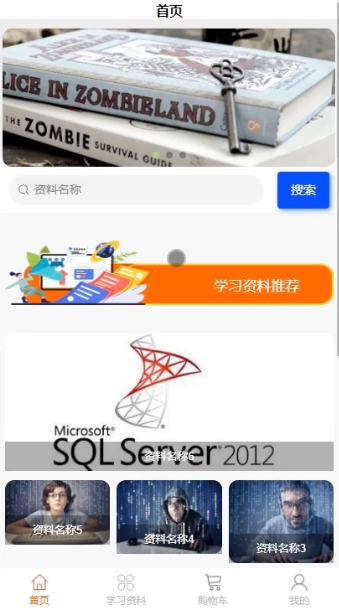 首页
ALICE IN ZOMBIELAND
THE ZOMBIE SURVIVAL GUIDE
资料名称
搜索
学习资料推荐
Microsoft®
SQL Server® 2012
资料名称6
资料名称5
资料名称4
资料名称3
首页
学习资料
购物车
我的